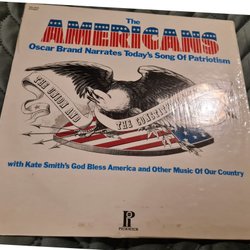 The
AMERICANS
Oscar Brand Narrates Today's Song Of Patriotism
THE UNION AND THE CONSTITUTION
with Kate Smith's God Bless America and Other Music Of Our Country
PICKWICK